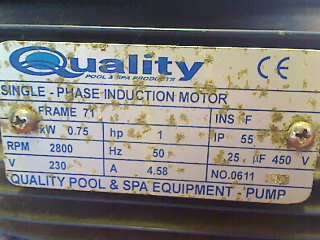 Quality
POOL & SPA PRODUCTS
CE
SINGLE - PHASE INDUCTION MOTOR
FRAME 71 INS F
kW 0.75 hp 1 IP 55
RPM 2800 Hz 50 25 µF 450 V
V 230 A 4.58 NO.0611
QUALITY POOL & SPA EQUIPMENT - PUMP